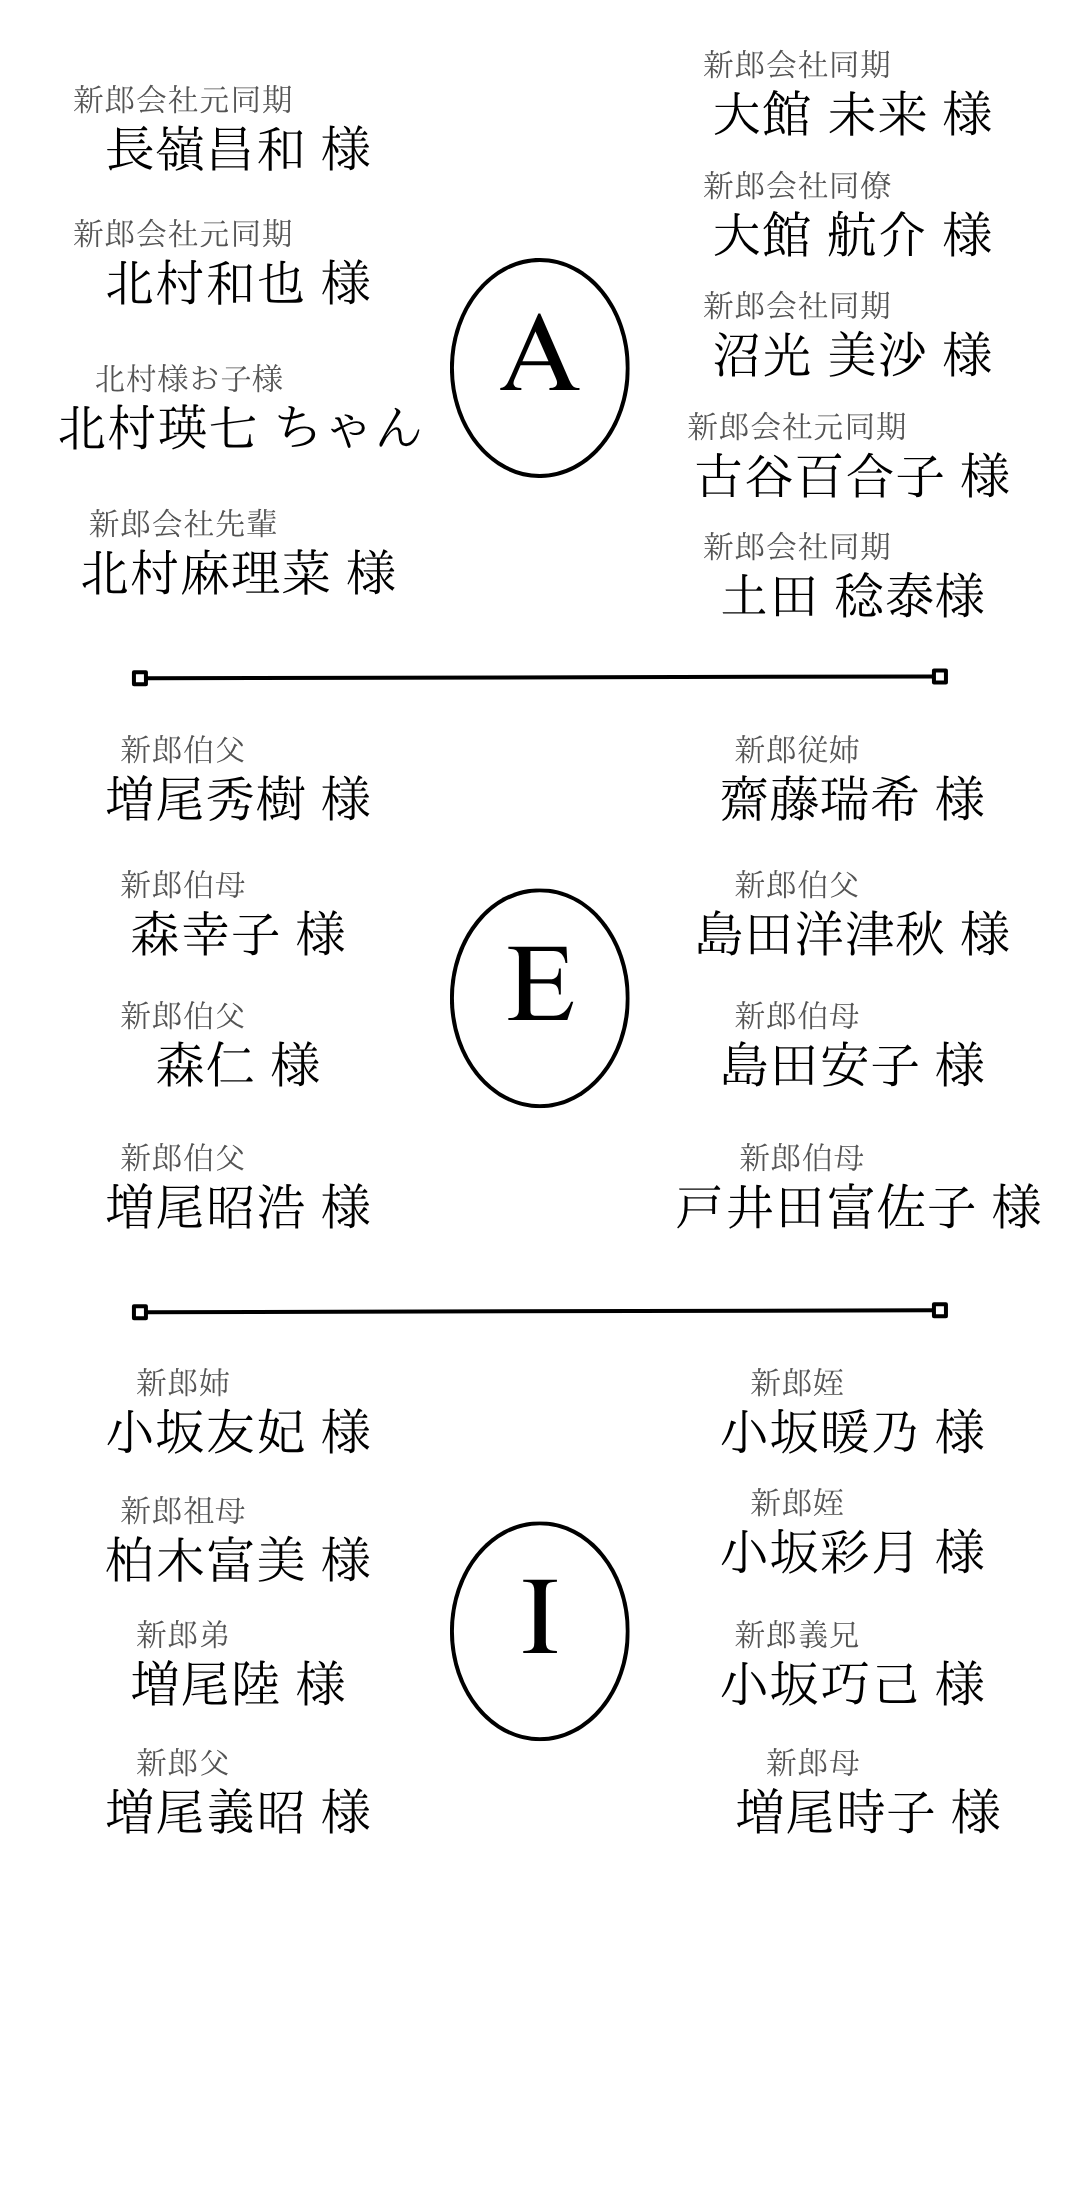 新郎会社元同期
長嶺昌和 様
新郎会社元同期
北村和也 様
北村様お子様
北村瑛七 ちゃん
新郎会社先輩
北村麻理菜 様
A
新郎会社同期
大館 未来 様
新郎会社同僚
大館 航介 様
新郎会社同期
沼光 美沙 様
新郎会社元同期
古谷百合子 様
新郎会社同期
土田 稔泰様
新郎伯父
増尾秀樹 様
新郎伯母
森幸子 様
新郎伯父
森仁 様
新郎伯父
増尾昭浩 様
E
新郎従姉
齋藤瑞希 様
新郎伯父
島田洋津秋 様
新郎伯母
島田安子 様
新郎伯母
戸井田富佐子 様
新郎姉
小坂友妃 様
新郎祖母
柏木富美 様
新郎弟
増尾陸 様
新郎父
増尾義昭 様
I
新郎姪
小坂暖乃 様
新郎姪
小坂彩月 様
新郎義兄
小坂巧己 様
新郎母
増尾時子 様